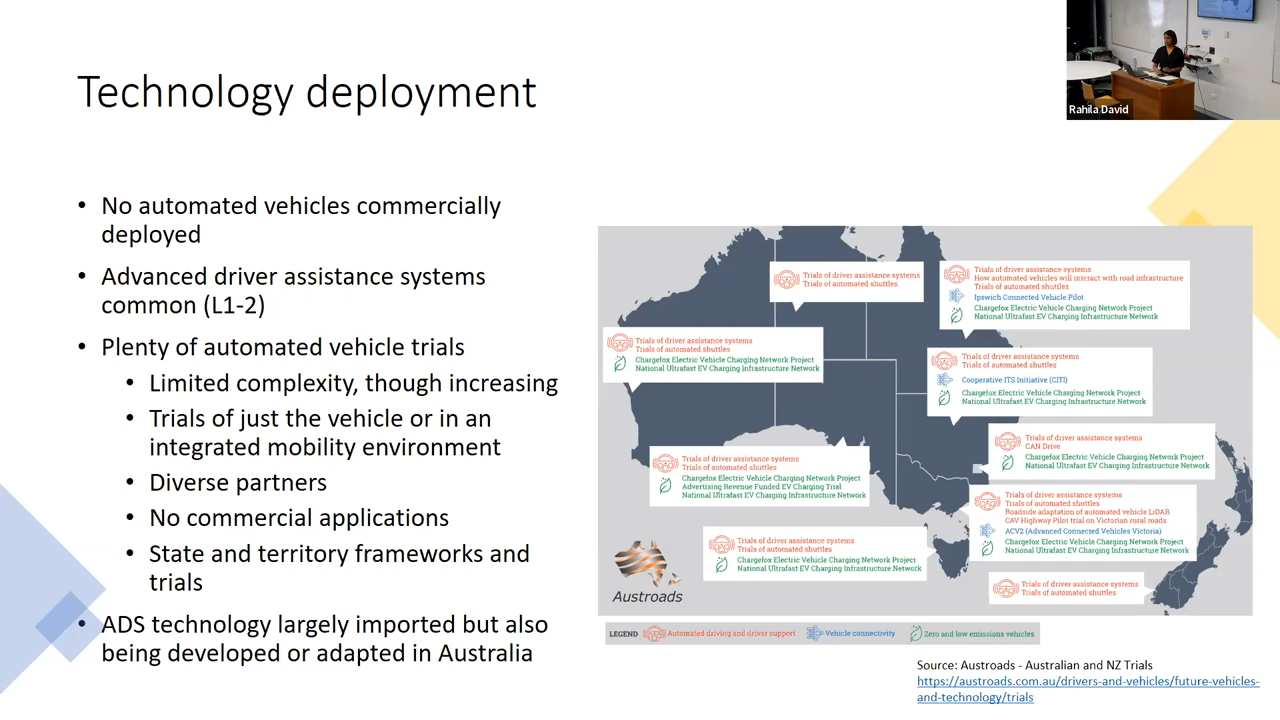 Technology deployment
Rahila David
• No automated vehicles commercially
deployed
• Advanced driver assistance systems
common (L1-2)
• Plenty of automated vehicle trials
• Limited complexity, though increasing
• Trials of just the vehicle or in an
integrated mobility environment
• Diverse partners
• No commercial applications
• State and territory frameworks and
trials
• ADS technology largely imported but also
being developed or adapted in Australia
Trials of driver assistance systems
Trials of automated shuttles
Trials of driver assistance systems
How automated vehicles will interact with road infrastructure
Trials of automated shuttles
Ipswich Connected Vehicle Pilot
Chargefox Electric Vehicle Charging Network Project
National Ultrafast EV Charging Infrastructure Network
Trials of driver assistance systems
Trials of automated shuttles
Chargefox Electric Vehicle Charging Network Project
National Ultrafast EV Charging Infrastructure Network
Trials of driver assistance systems
Trials of automated shuttles
Cooperative ITS Initiative (CITI)
Chargefox Electric Vehicle Charging Network Project
National Ultrafast EV Charging Infrastructure Network
Trials of driver assistance systems
CAN Drive
Chargefox Electric Vehicle Charging Network Project
National Ultrafast EV Charging Infrastructure Network
Trials of driver assistance systems
Trials of automated shuttles
Chargefox Electric Vehicle Charging Network Project
Advertising Revenue Funded EV Charging Trial
National Ultrafast EV Charging Infrastructure Network
Trials of driver assistance systems
Trials of automated shuttles
Roadside adaptation of automated vehicle LiDAR
CAV Highway Pilot trial on Victorian rural roads
ACV2 (Advanced Connected Vehicles Victoria)
Chargefox Electric Vehicle Charging Network Project
National Ultrafast EV Charging Infrastructure Network
Trials of driver assistance systems
Trials of automated shuttles
Chargefox Electric Vehicle Charging Network Project
National Ultrafast EV Charging Infrastructure Network
Trials of driver assistance systems
Trials of automated shuttles
Austroads
LEGEND Automated driving and driver support Vehicle connectivity Zero and low emissions vehicles
Source: Austroads - Australian and NZ Trials
https://austroads.com.au/drivers-and-vehicles/future-vehicles-
and-technology/trials